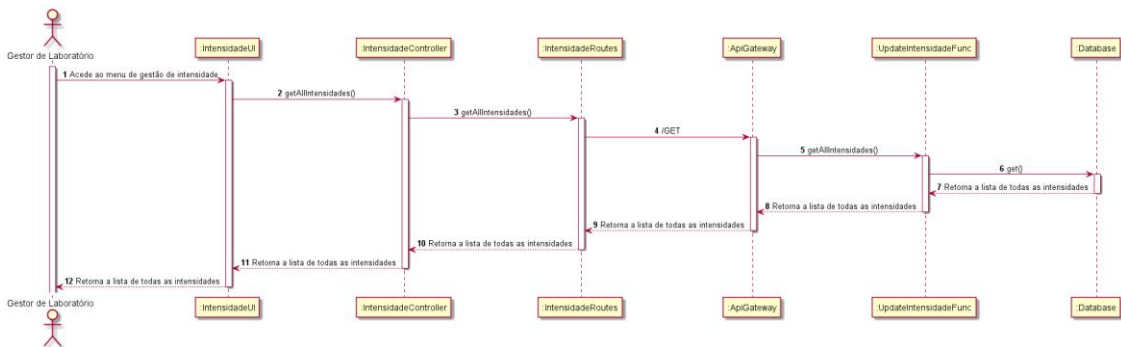 Gestor de Laboratório
:IntensidadeUI
:IntensidadeController
:IntensidadeRoutes
:ApiGateway
:UpdateIntensidadeFunc
:Database
1 Acede ao menu de gestão de intensidade
2 getAllIntensidades()
3 getAllIntensidades()
4 /GET
5 getAllIntensidades()
6 get()
7 Retorna a lista de todas as intensidades
8 Retorna a lista de todas as intensidades
9 Retorna a lista de todas as intensidades
10 Retorna a lista de todas as intensidades
11 Retorna a lista de todas as intensidades
12 Retorna a lista de todas as intensidades
Gestor de Laboratório
:IntensidadeUI
:IntensidadeController
:IntensidadeRoutes
:ApiGateway
:UpdateIntensidadeFunc
:Database